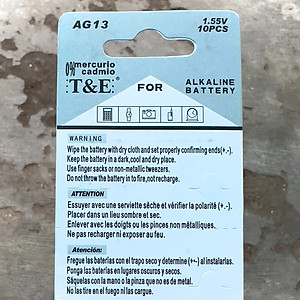 AG13
1.55V
10PCS
0% mercurio
cadmio
T&E®
FOR
ALKALINE
BATTERY
WARNING
Wipe the battery with dry cloth and set properly confirming ends(+.-).
Keep the battery in a dark,cool and dry place.
Use finger sacks or non-metallic tweezers.
Do not throw the battery in to fire,not recharge.
ATTENTION
Essuyer avec une serviette sèche et vérifier la polarité (+.-).
Placer dans un lieu sombre et sec.
Enlever avec les doigts ou les pinces non métalliques.
Ne pas recharger ni exposer au feu.
Atención:
Fregue las baterías con el trapo seco y determine (+-) al instalarlas.
Ponga las baterías en lugares oscuros y secos.
Sáquelas con la mano o la pinza que no es de metal.
No las tire en el fuego ni las cargue.